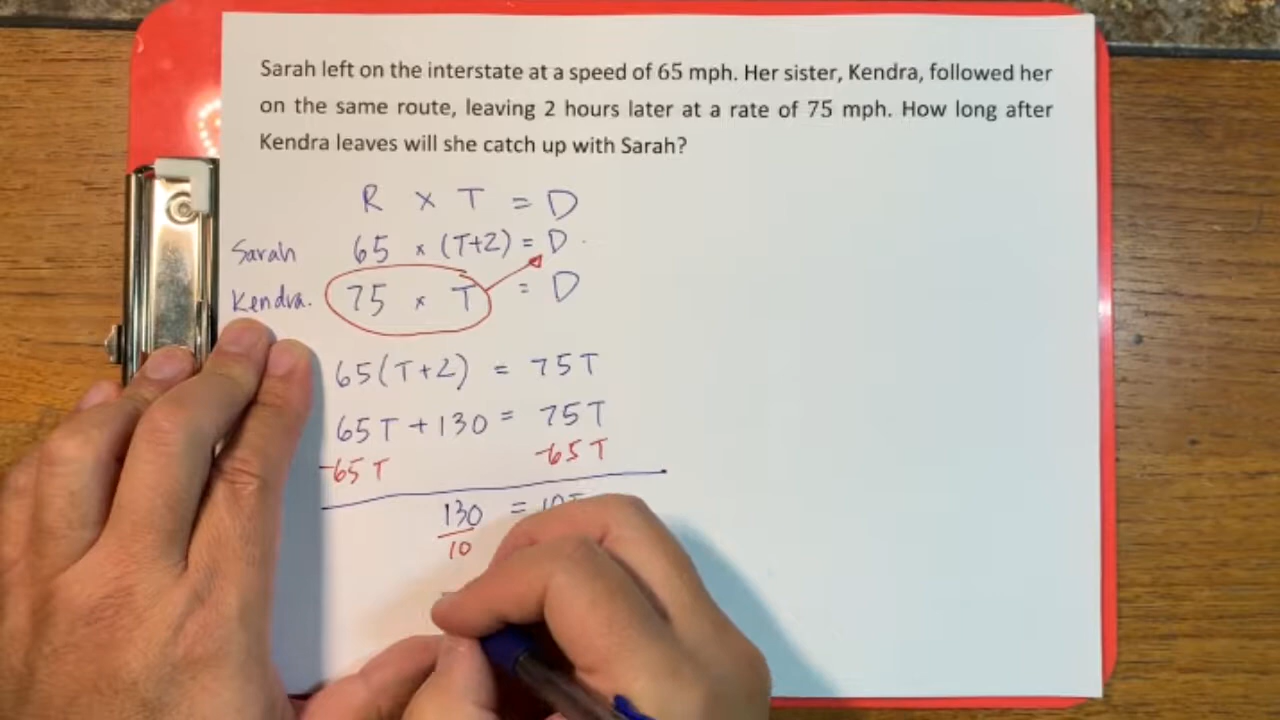 Sarah left on the interstate at a speed of 65 mph. Her sister, Kendra, followed her
on the same route, leaving 2 hours later at a rate of 75 mph. How long after
Kendra leaves will she catch up with Sarah?
R × T = D
Sarah 65 × (T+2) = D
Kendra. 75 × T = D
65(T+2) = 75T
65T + 130 = 75T
-65T -65T
130 = 10T
10